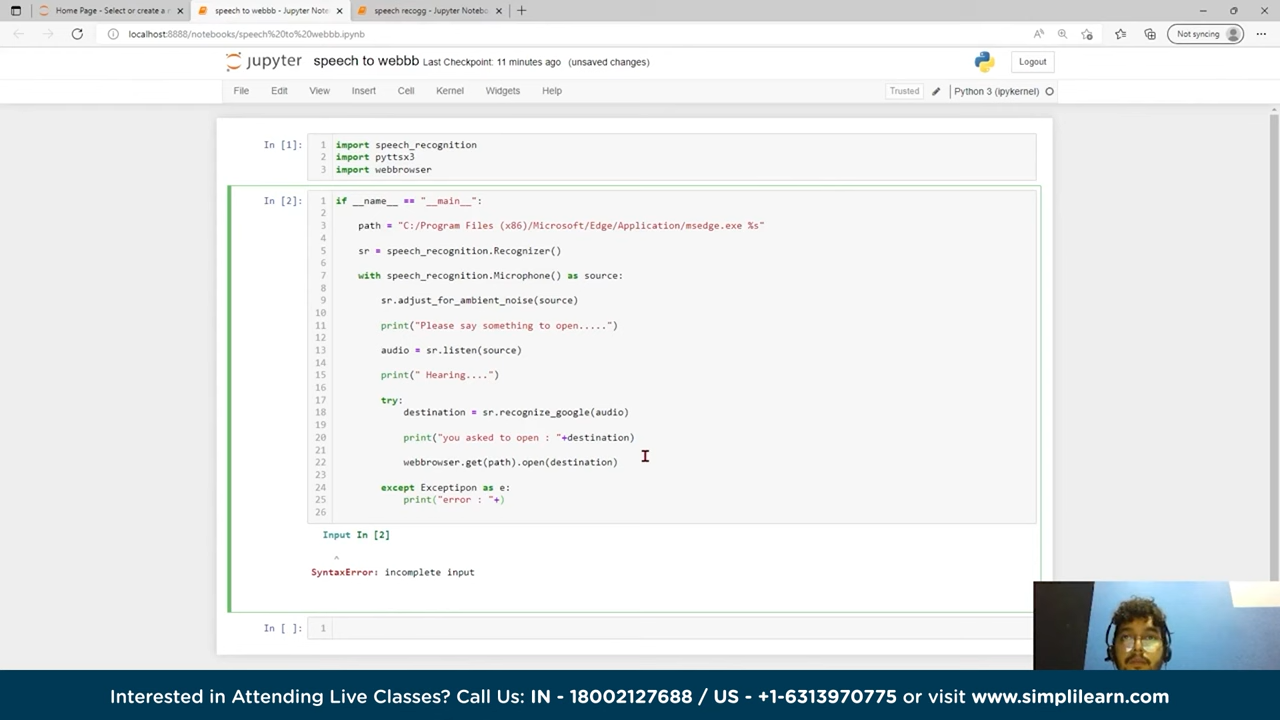 Home Page - Select or create a n
speech to webbb - Jupyter Note
speech recogg - Jupyter Notebo
localhost:8888/notebooks/speech%20to%20webbb.ipynb
Not syncing
jupyter speech to webbb Last Checkpoint: 11 minutes ago (unsaved changes)
Logout
File Edit View Insert Cell Kernel Widgets Help
Trusted
Python 3 (ipykernel)
In [1]:
1 import speech_recognition
2 import pyttsx3
3 import webbrowser
In [2]:
1 if __name__ == "__main__":
2
3 path = "C:/Program Files (x86)/Microsoft/Edge/Application/msedge.exe %s"
4
5 sr = speech_recognition.Recognizer()
6
7 with speech_recognition.Microphone() as source:
8
9 sr.adjust_for_ambient_noise(source)
10
11 print("Please say something to open.....")
12
13 audio = sr.listen(source)
14
15 print(" Hearing....")
16
17 try:
18 destination = sr.recognize_google(audio)
19
20 print("you asked to open : "+destination)
21
22 webbrowser.get(path).open(destination)
23
24 except Exceptipon as e:
25 print("error : "+)
26
Input In [2]
^
SyntaxError: incomplete input
In [ ]:
1
Interested in Attending Live Classes? Call Us: IN - 18002127688 / US - +1-6313970775 or visit www.simplilearn.com